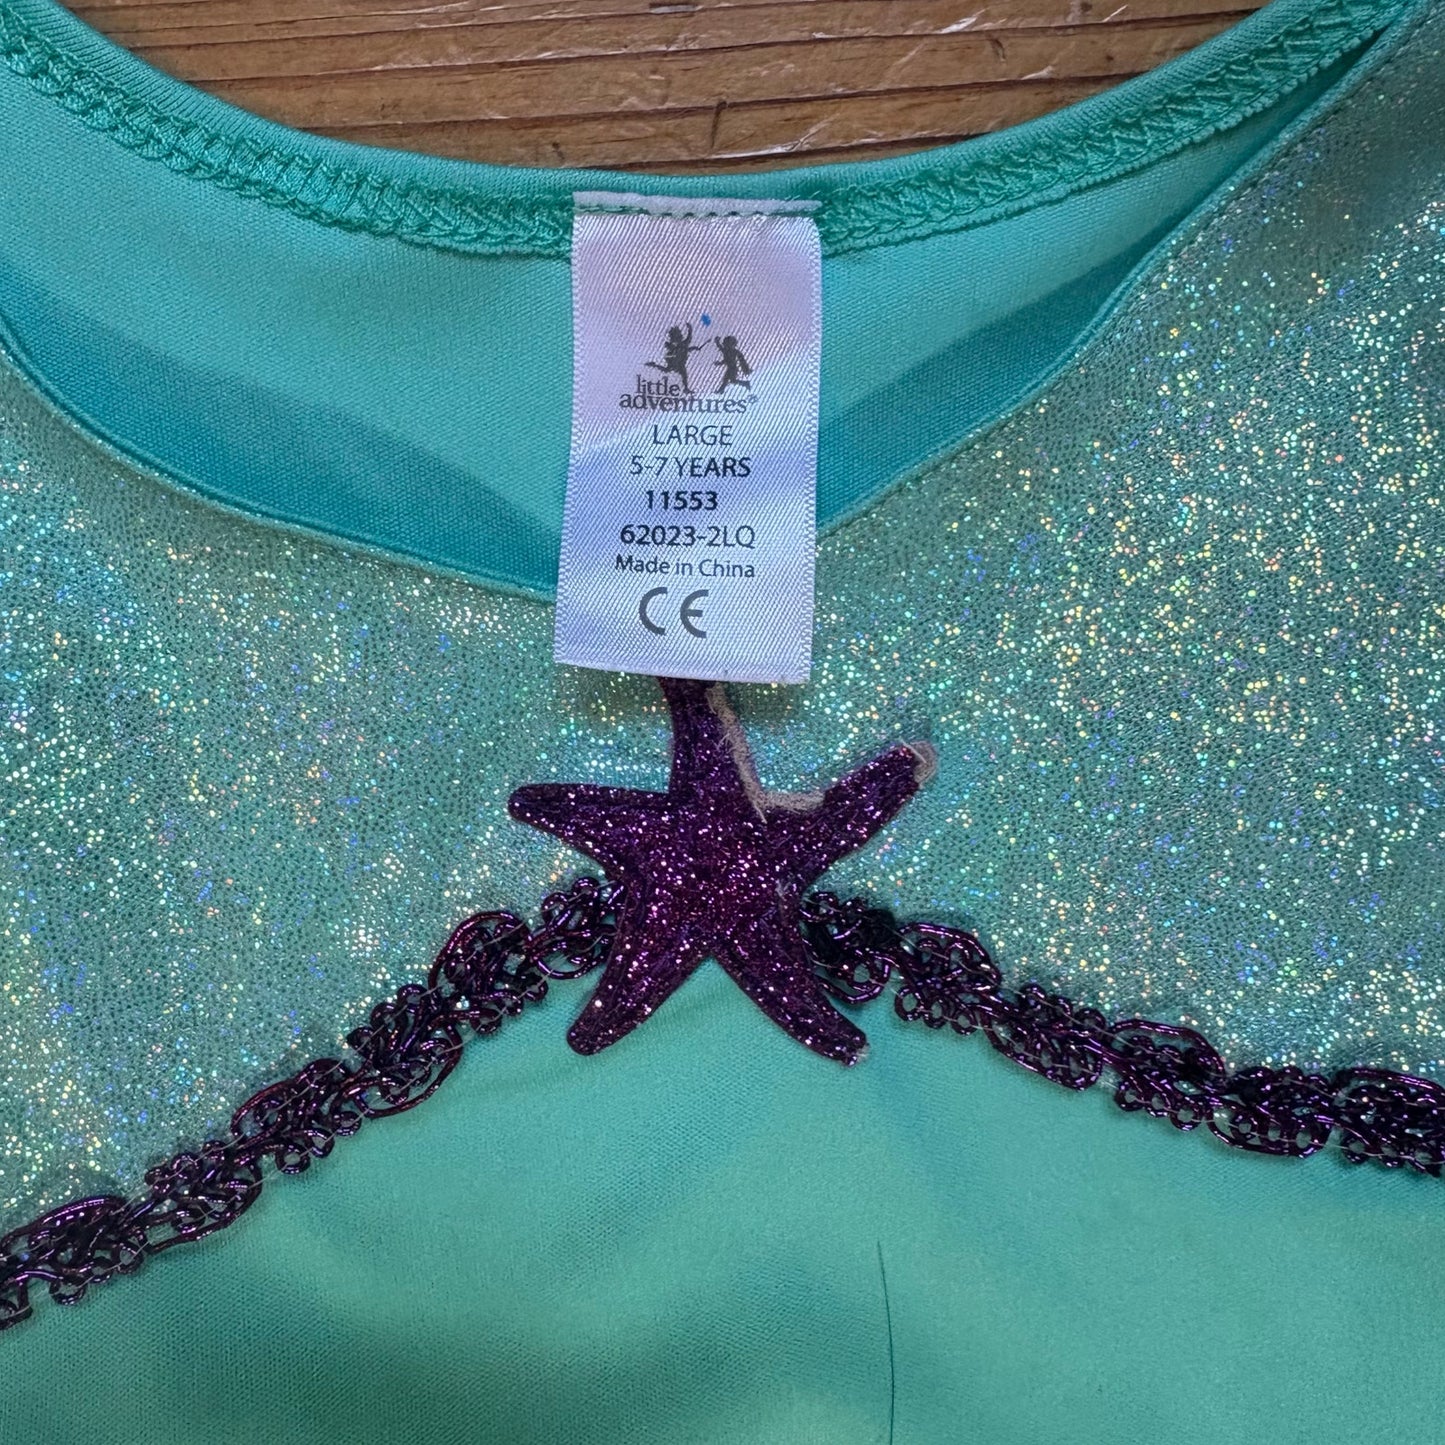 little
adventures®
LARGE
5-7 YEARS
11553
62023-2LQ
Made in China
CE